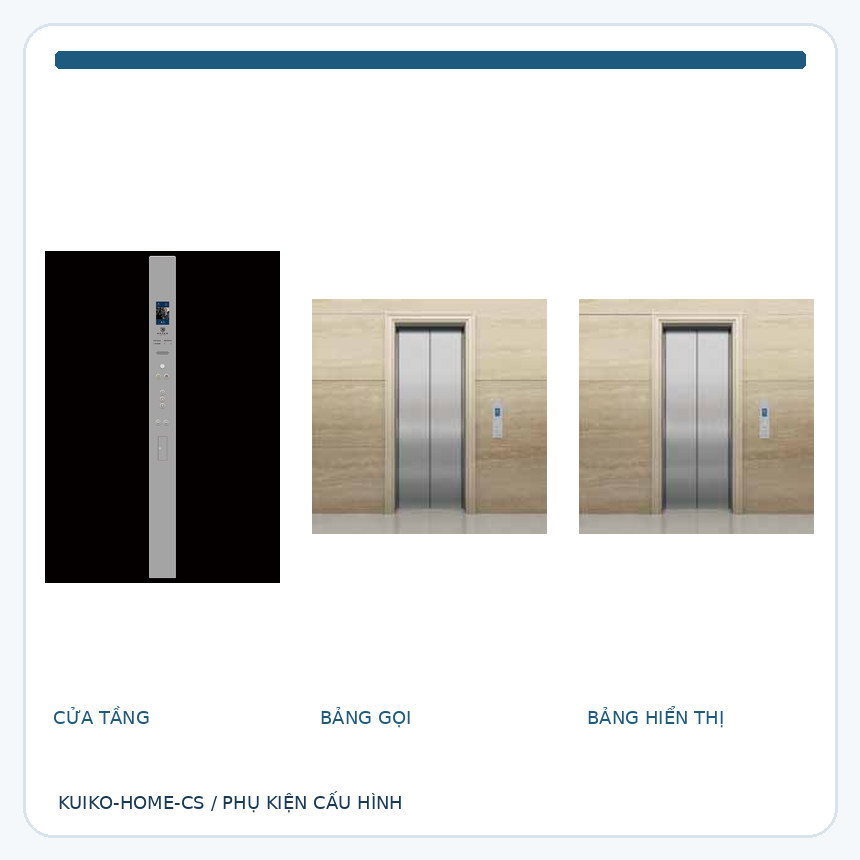 CỬA TẦNG
BẢNG GỌI
BẢNG HIỂN THỊ
KUIKO-HOME-CS / PHỤ KIỆN CẤU HÌNH